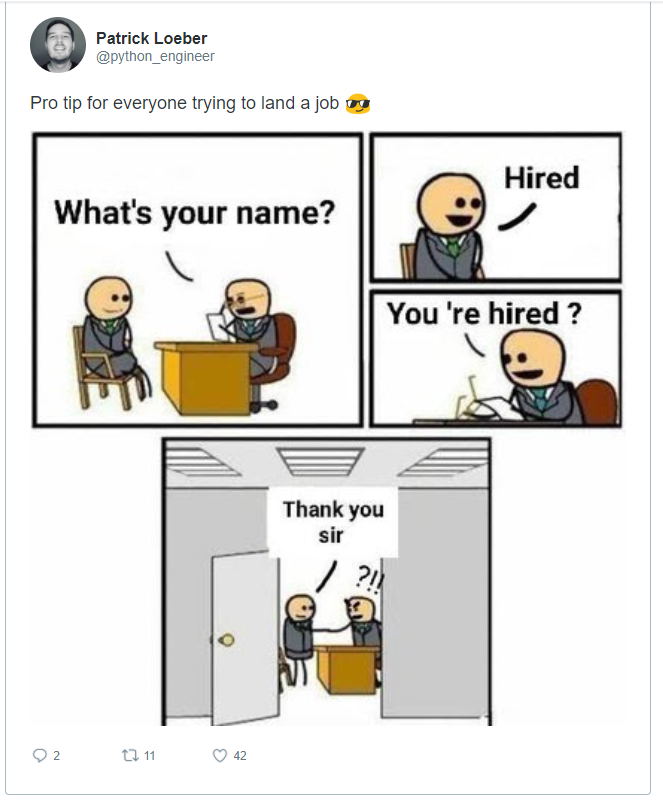 Patrick Loeber
@python_engineer
Pro tip for everyone trying to land a job 😎
What's your name?
Hired
You 're hired ?
Thank you
sir
?!!
2
11
42